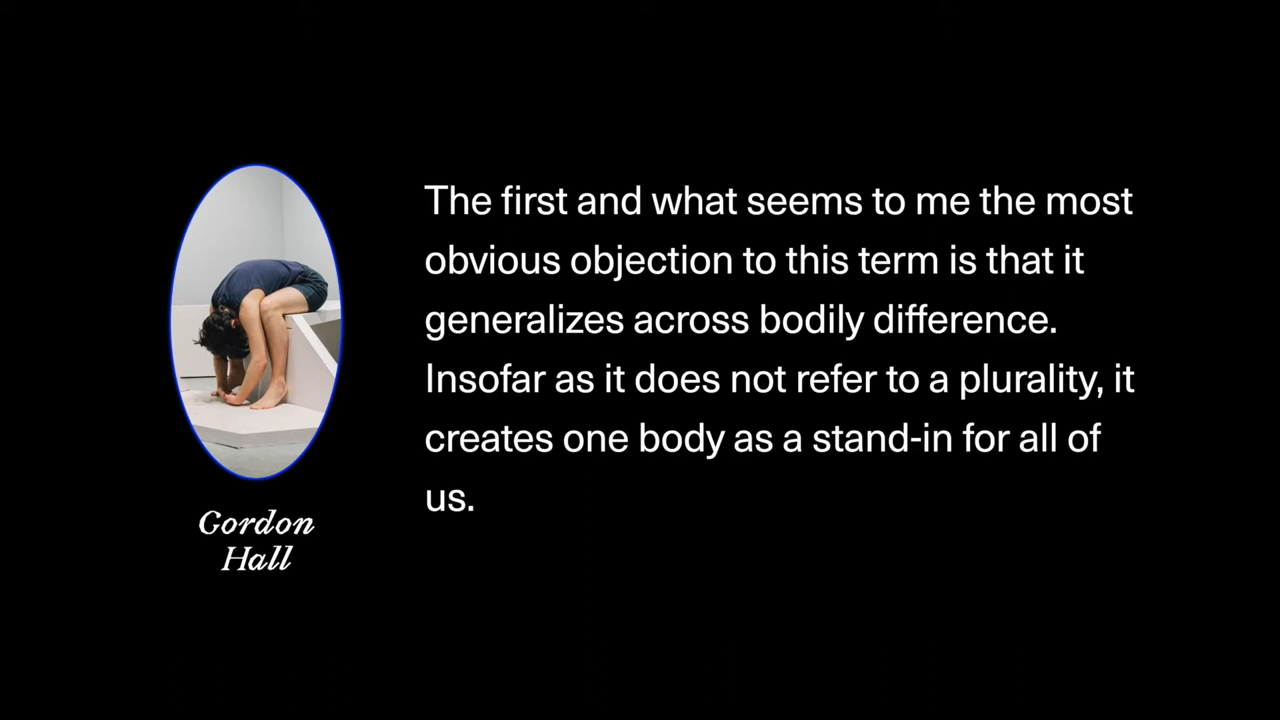 The first and what seems to me the most
obvious objection to this term is that it
generalizes across bodily difference.
Insofar as it does not refer to a plurality, it
creates one body as a stand-in for all of
us.
Gordon
Hall